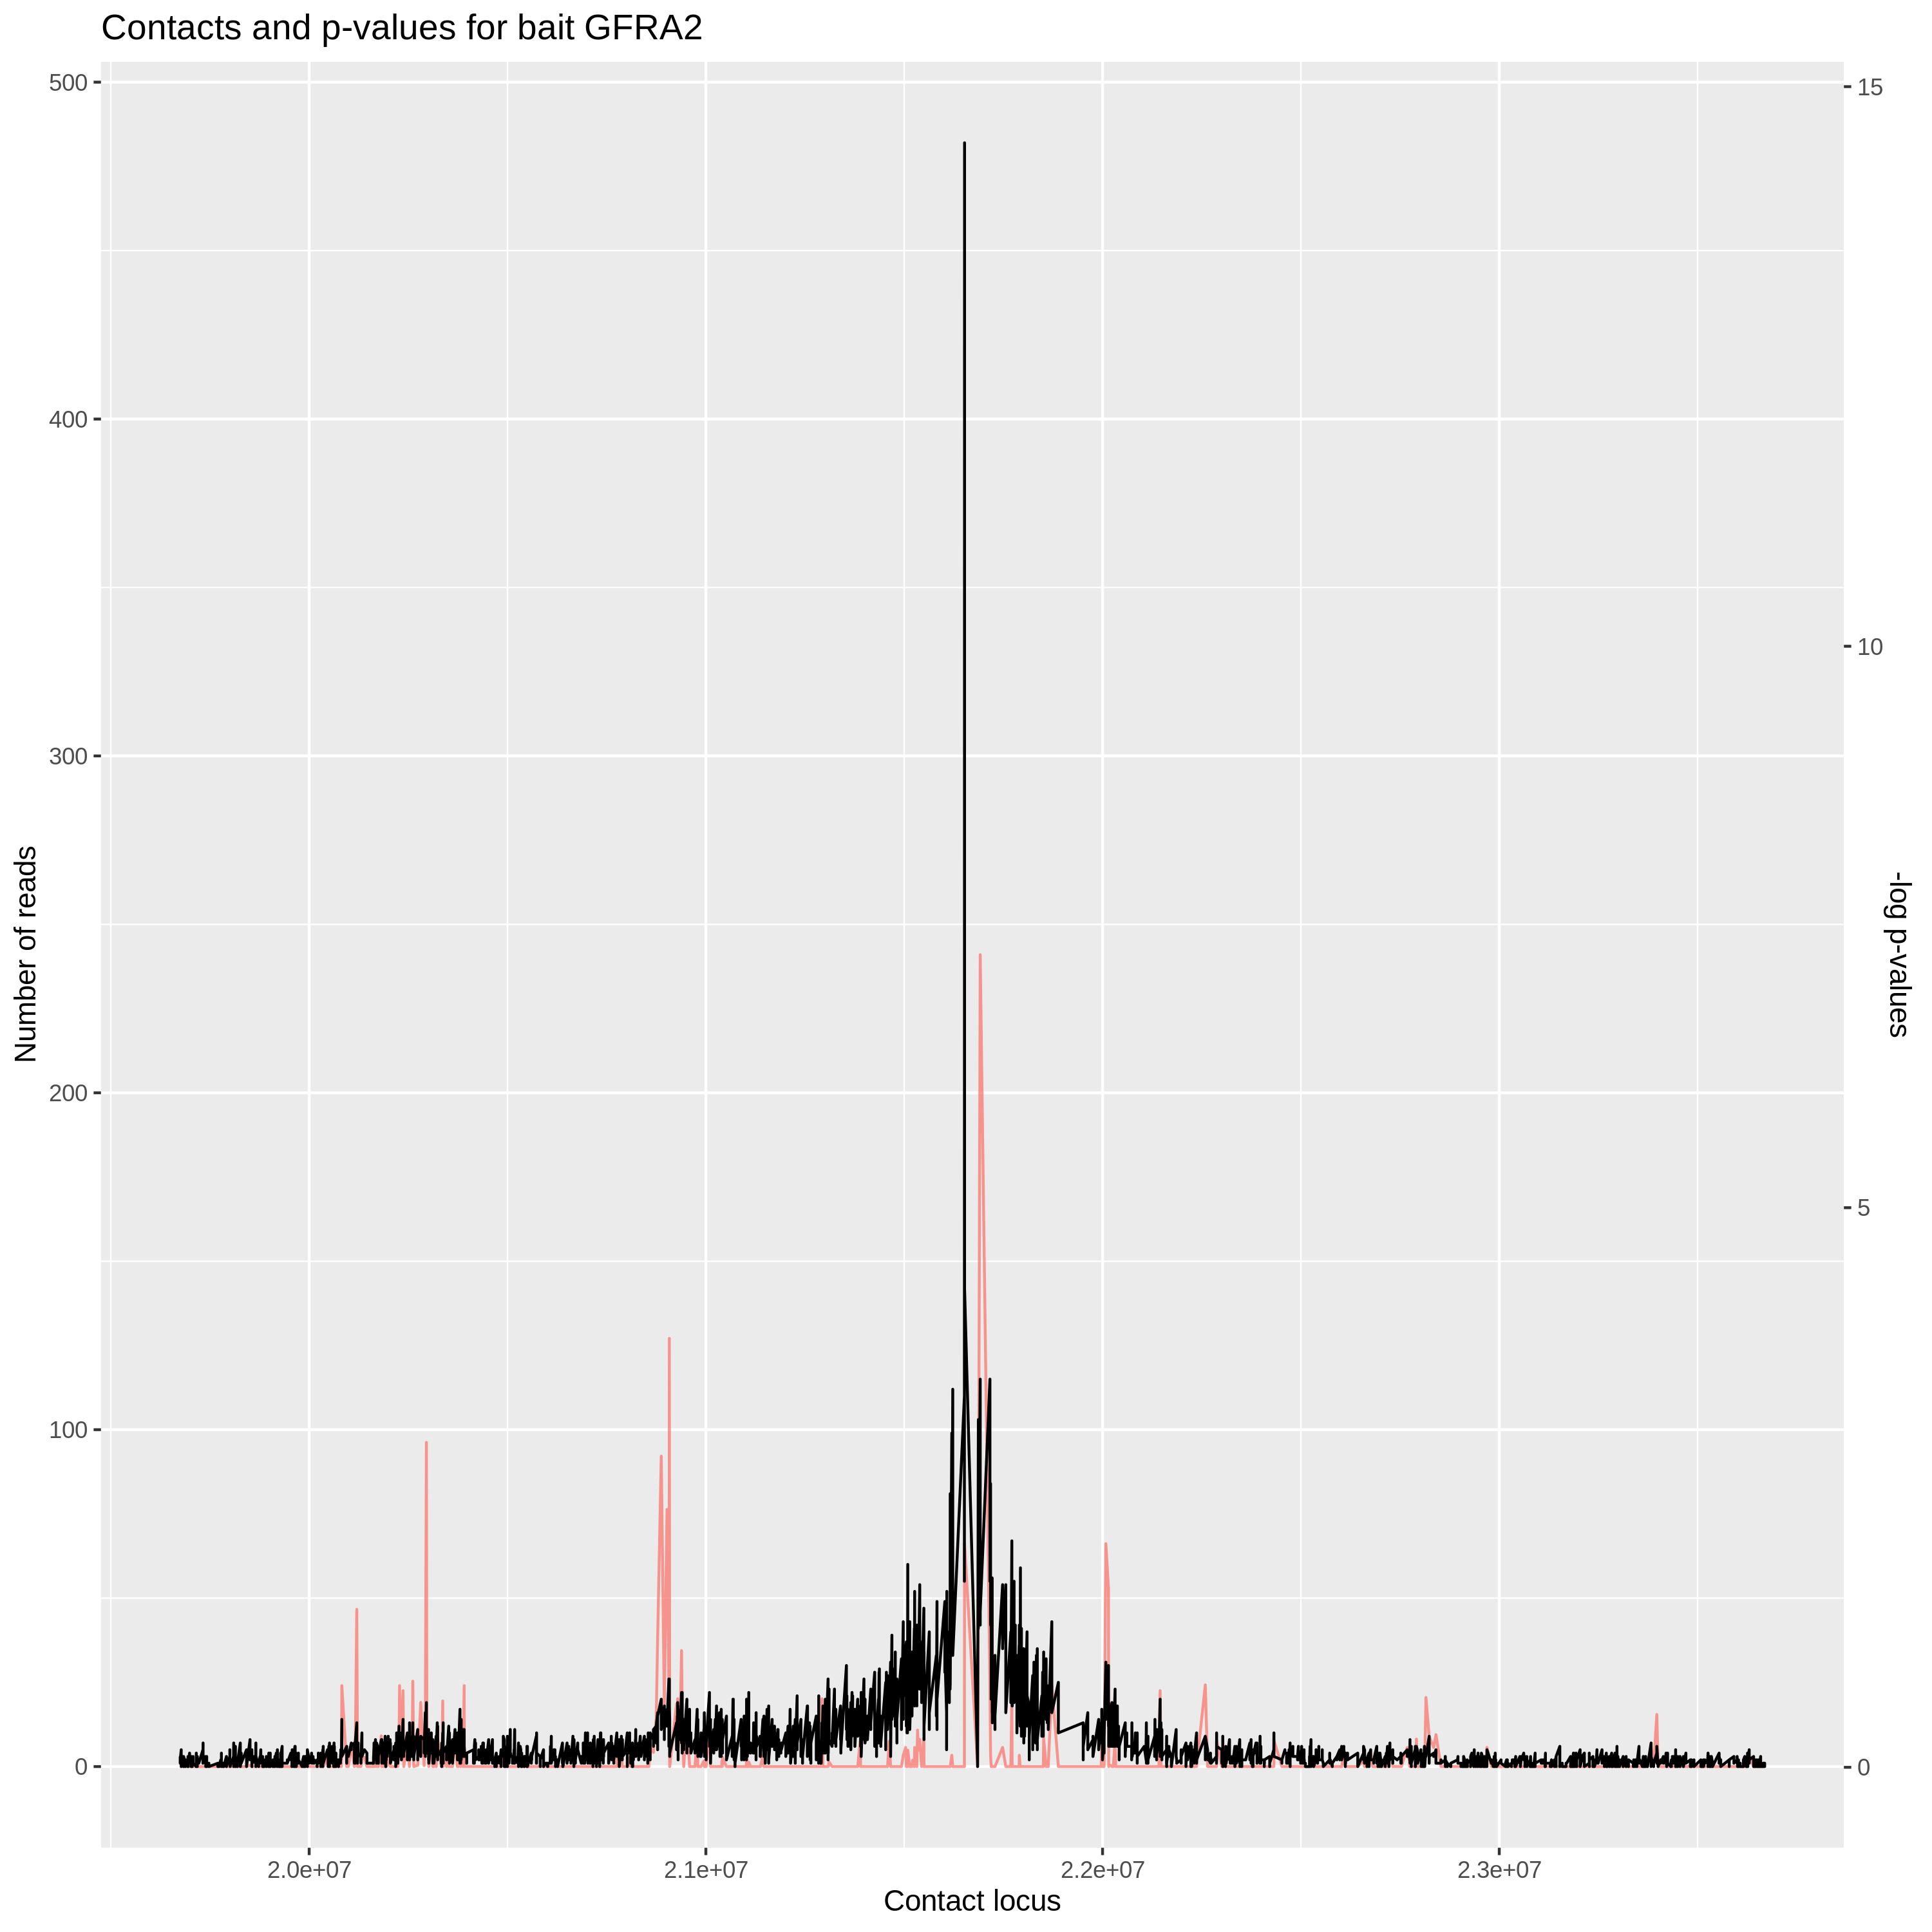 Contacts and p-values for bait GFRA2
500
400
300
200
100
0
Number of reads
15
10
5
0
-log p-values
2.0e+07 2.1e+07 2.2e+07 2.3e+07
Contact locus